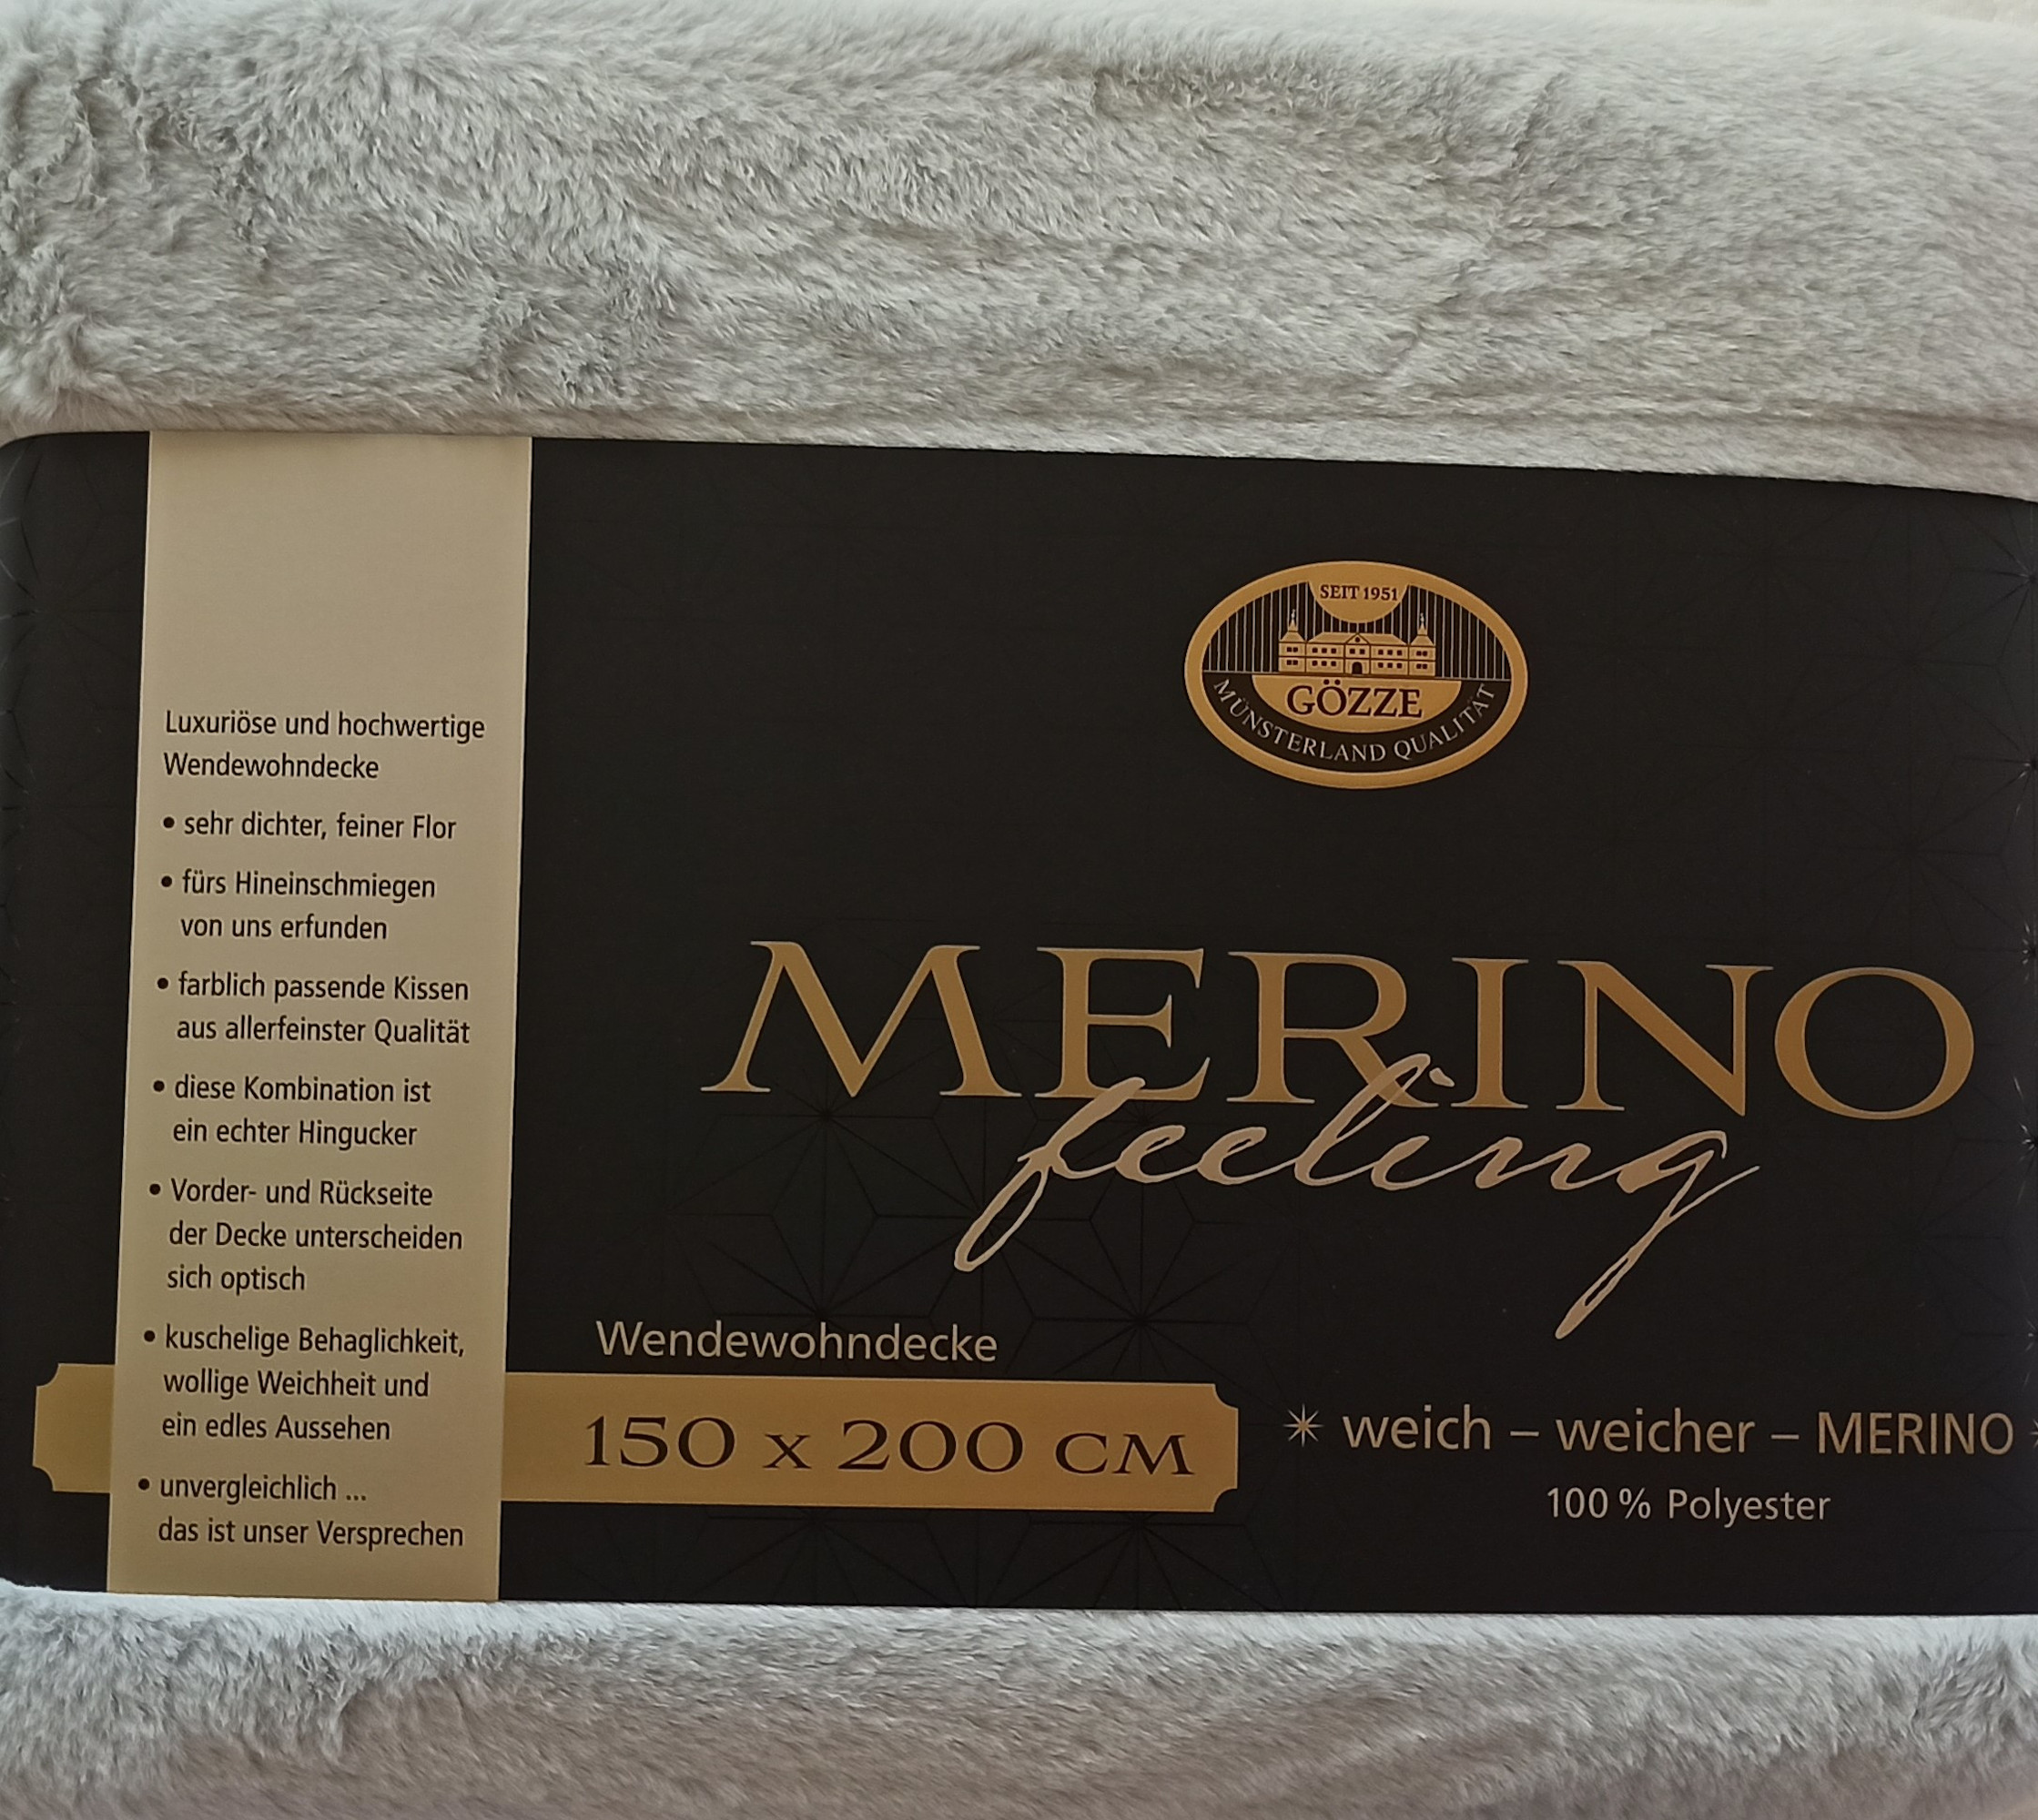 Luxuriöse und hochwertige
Wendewohndecke
• sehr dichter, feiner Flor
• fürs Hineinschmiegen
von uns erfunden
• farblich passende Kissen
aus allerfeinster Qualität
• diese Kombination ist
ein echter Hingucker
• Vorder- und Rückseite
der Decke unterscheiden
sich optisch
• kuschelige Behaglichkeit,
wollige Weichheit und
ein edles Aussehen
• unvergleichlich ...
das ist unser Versprechen
SEIT 1951
GÖZZE
MÜNSTERLAND QUALITÄT
MERINO
feeling
Wendewohndecke
150 x 200 CM
weich – weicher – MERINO
100 % Polyester